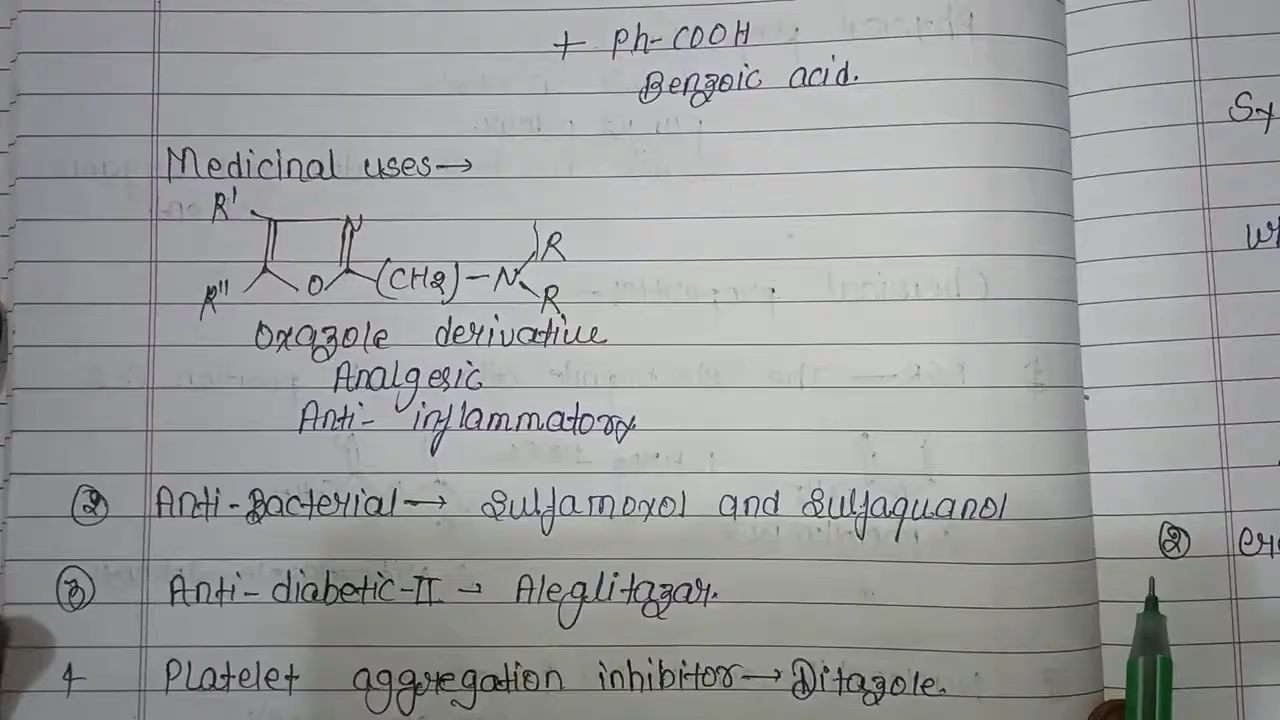 + Ph-COOH
Benzoic acid.
Medicinal uses→
R'
N
R"
O
(CH2)-N
R
R
Oxazole derivative
Analgesic
Anti- inflammatory
② Anti-Bacterial→ Sulfamoxol and Sulfaguanol
③ Anti-diabetic-II → Aleglitazar.
4 Platelet aggregation inhibitor→Ditazole.
Sy
②